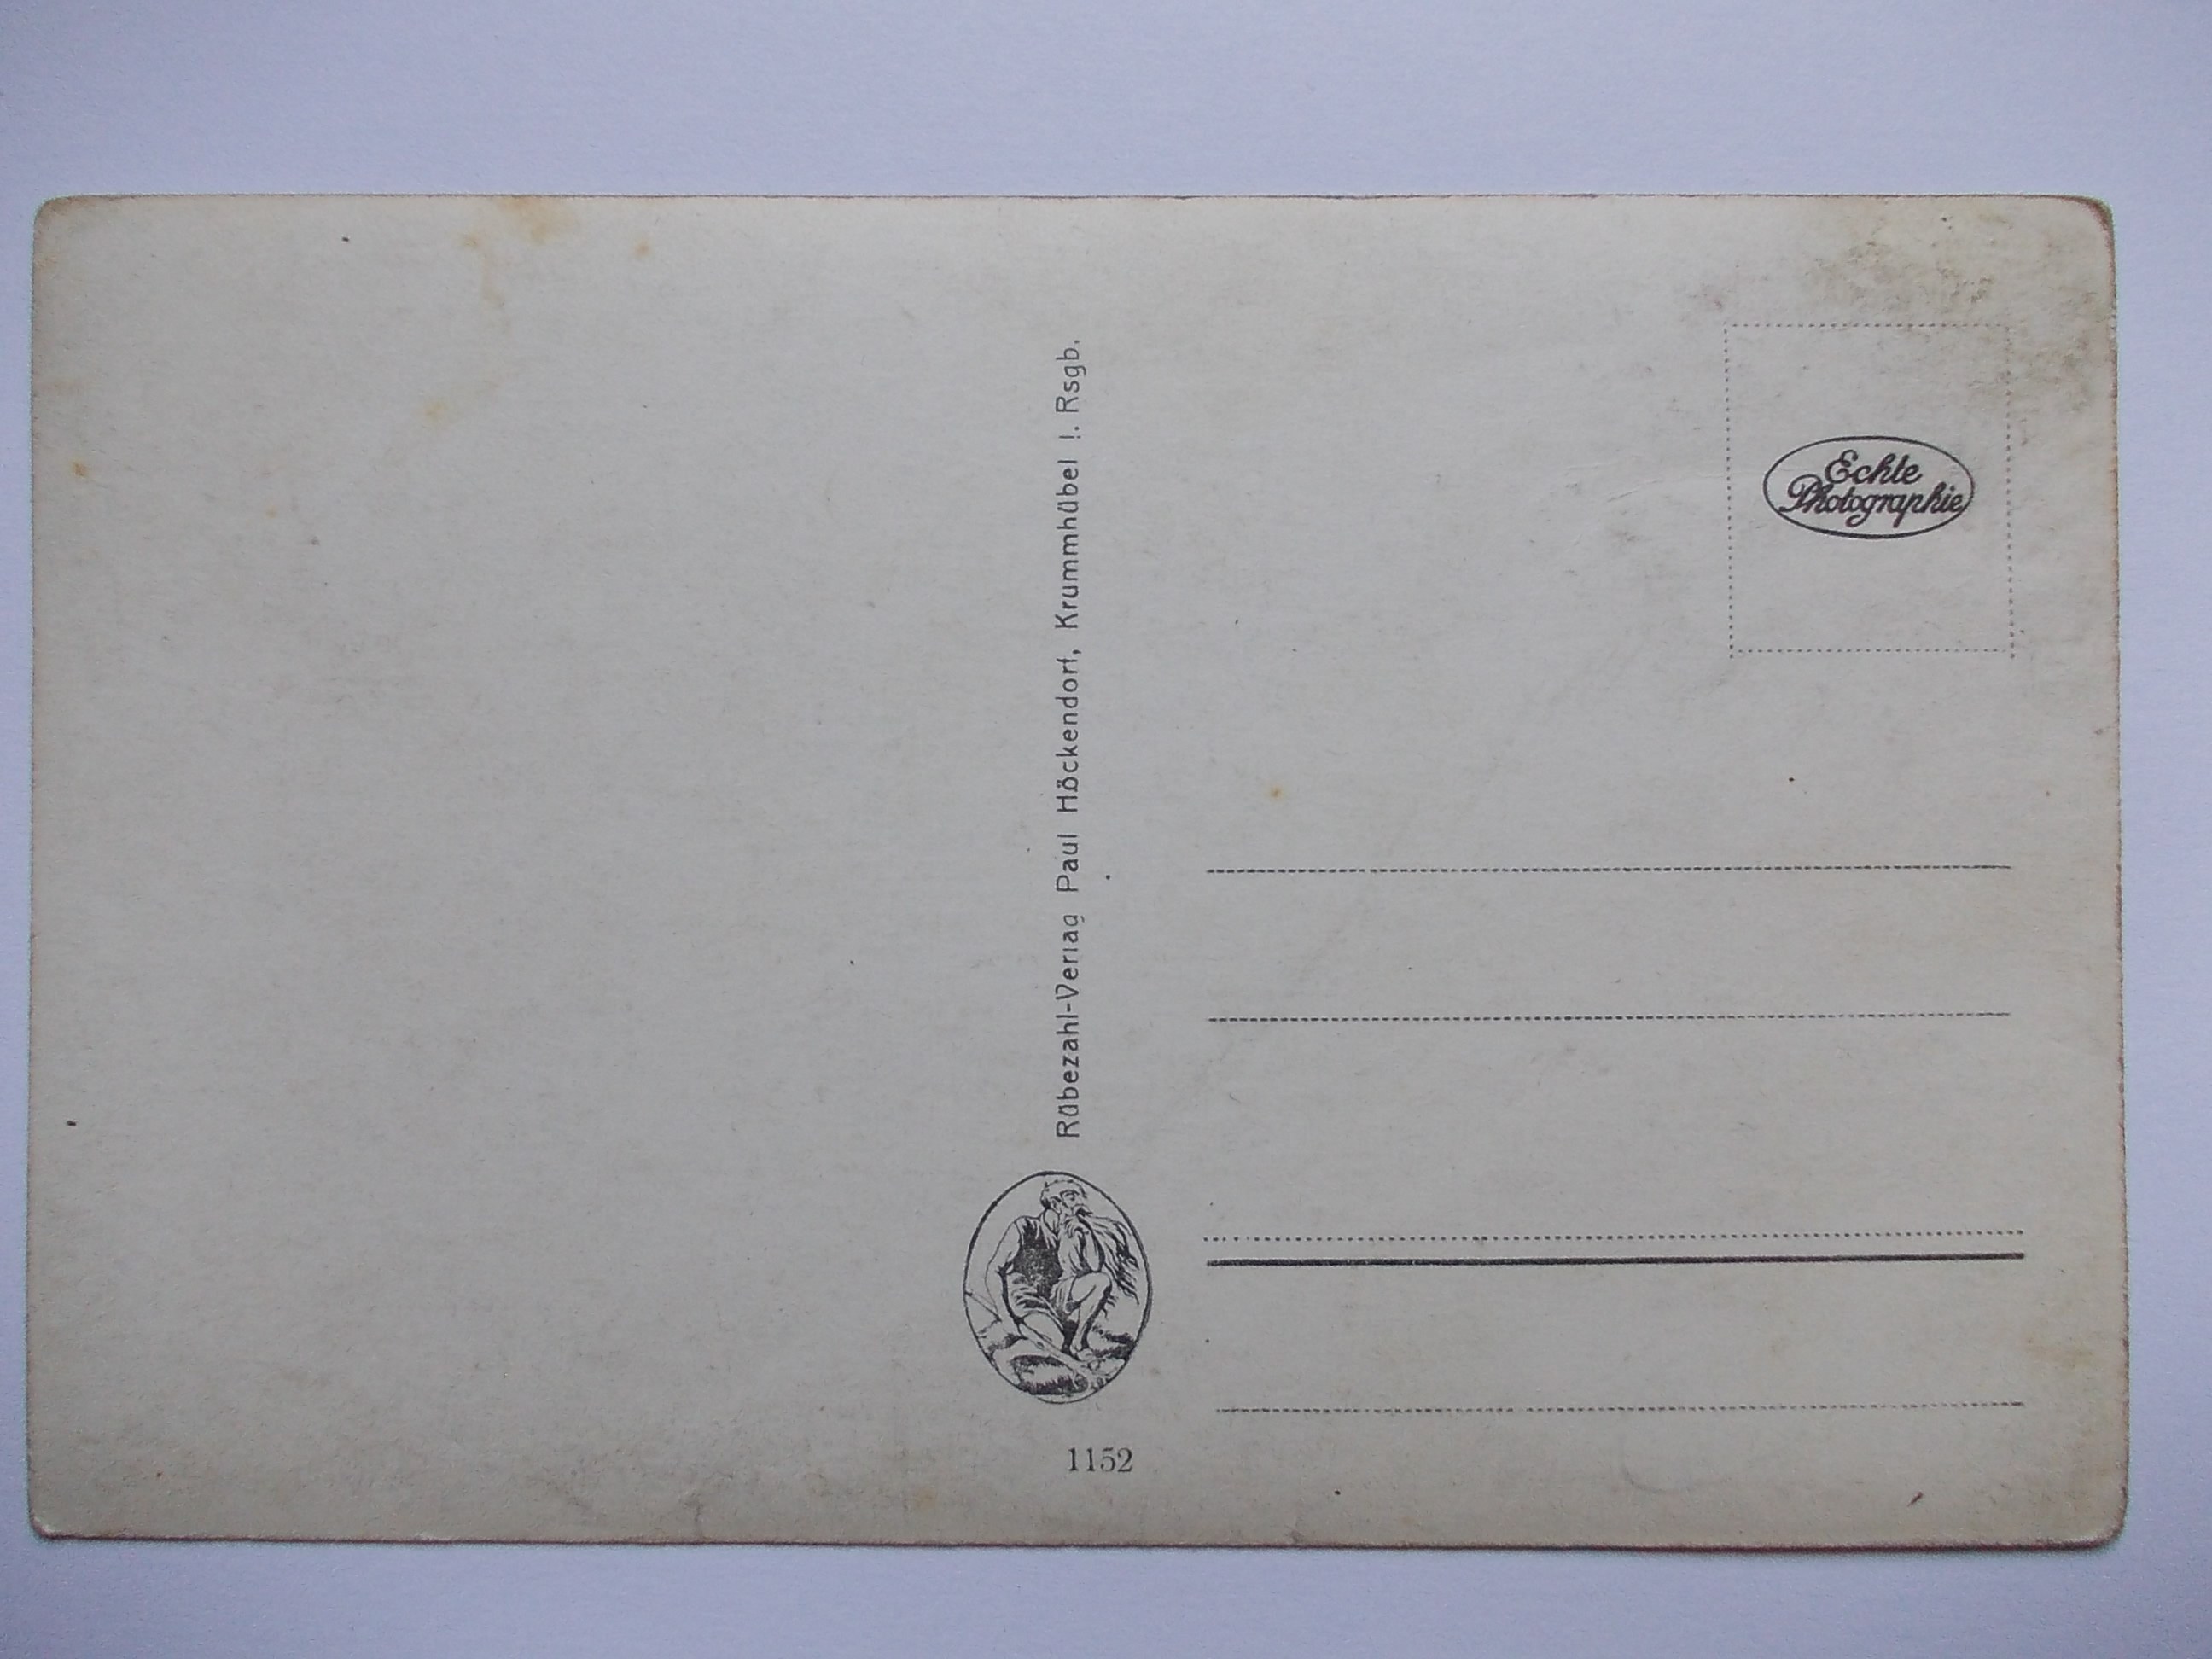 Echte
Photographie
Rübezahl-Verlag Paul Höckendorf, Krummhübel i. Rsgb.
1152